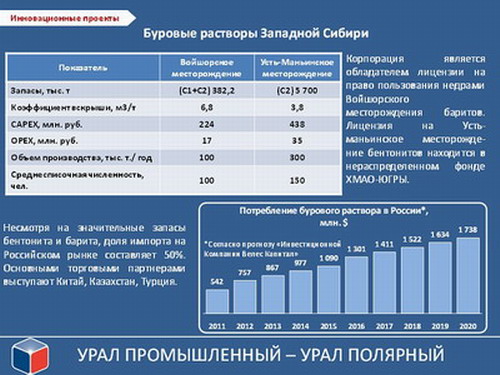 Инновационные проекты
Буровые растворы Западной Сибири
Показатель
Войшорское месторождение
Усть-Маньинское месторождение
Запасы, тыс. т
(С1+С2) 382,2
(С2) 5 700
Коэффициент вскрыши, м3/т
6,8
3,8
CAPEX, млн. руб.
224
438
OPEX, млн. руб.
17
35
Объем производства, тыс. т./ год
100
300
Среднесписочная численность, чел.
100
150
Корпорация является
обладателем лицензии на
право пользования недрами
Войшорского
месторождения баритов.
Лицензия на Усть-
маньинское месторожде-
ние бентонитов находится в
нераспределенном фонде
ХМАО-ЮГРЫ.
Несмотря на значительные запасы
бентонита и барита, доля импорта на
Российском рынке составляет 50%.
Основными торговыми партнерами
выступают Китай, Казахстан, Турция.
Потребление бурового раствора в России*,
млн. $
*Согласно прогнозу «Инвестиционной
Компании Велес Капитал»
542
757
867
977
1 090
1 301
1 411
1 522
1 634
1 738
2011 2012 2013 2014 2015 2016 2017 2018 2019 2020
УРАЛ ПРОМЫШЛЕННЫЙ – УРАЛ ПОЛЯРНЫЙ